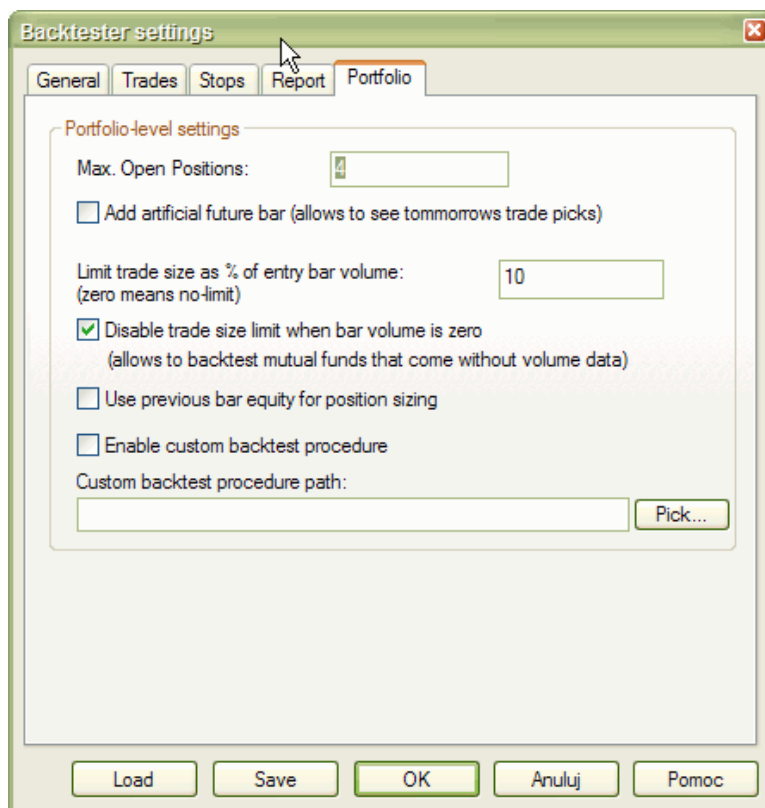 Backtester settings
General Trades Stops Report Portfolio
Portfolio-level settings
Max. Open Positions: 4
Add artificial future bar (allows to see tommorrows trade picks)
Limit trade size as % of entry bar volume: 10
(zero means no-limit)
Disable trade size limit when bar volume is zero
(allows to backtest mutual funds that come without volume data)
Use previous bar equity for position sizing
Enable custom backtest procedure
Custom backtest procedure path:
Pick...
Load Save OK Anuluj Pomoc